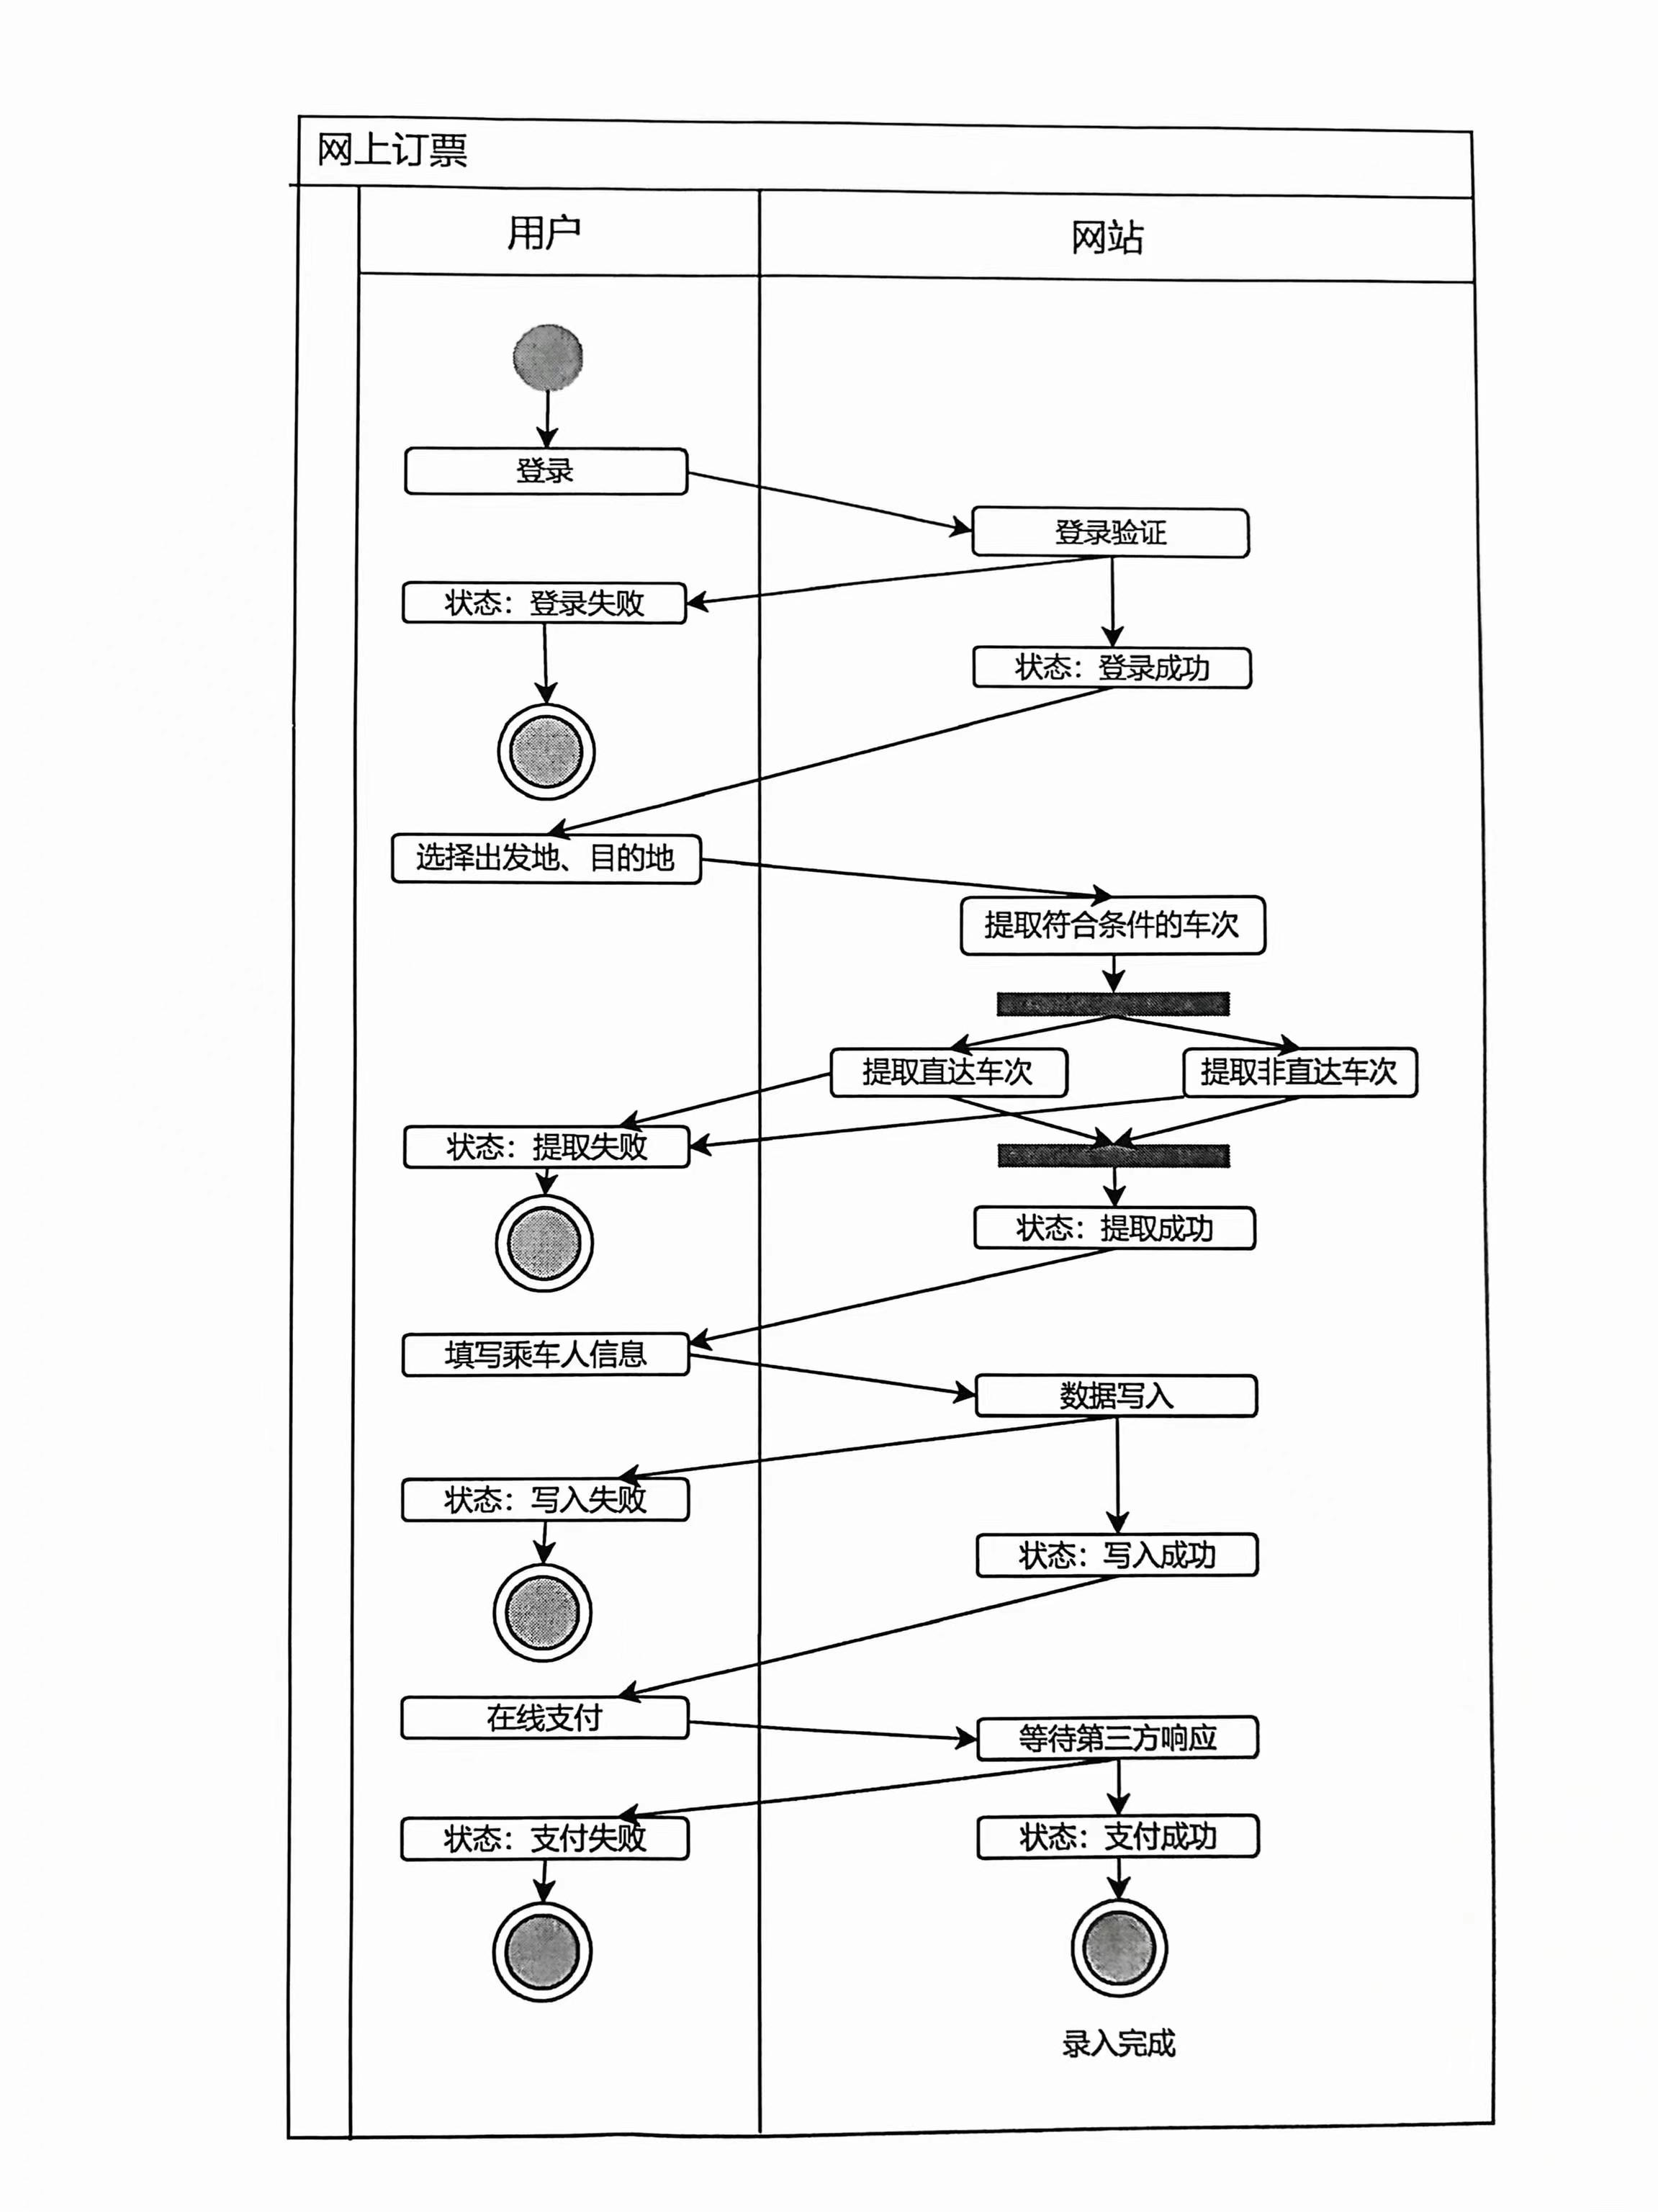 网上订票
用户
网站
登录
登录验证
状态：登录失败
状态：登录成功
选择出发地、目的地
提取符合条件的车次
提取直达车次
提取非直达车次
状态：提取失败
状态：提取成功
填写乘车人信息
数据写入
状态：写入失败
状态：写入成功
在线支付
等待第三方响应
状态：支付失败
状态：支付成功
录入完成